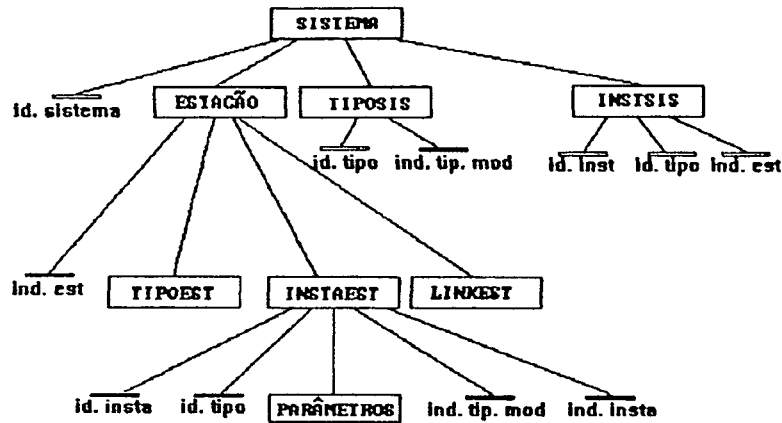 SISTEMA
id. sistema
ESTAÇÃO
TIPOSIS
INSTSIS
id. tipo
ind. tip. mod
id. inst
id. tipo
ind. est
ind. est
TIPOEST
INSTAEST
LINKEST
id. insta
id. tipo
PARÂMETROS
ind. tip. mod
ind. insta